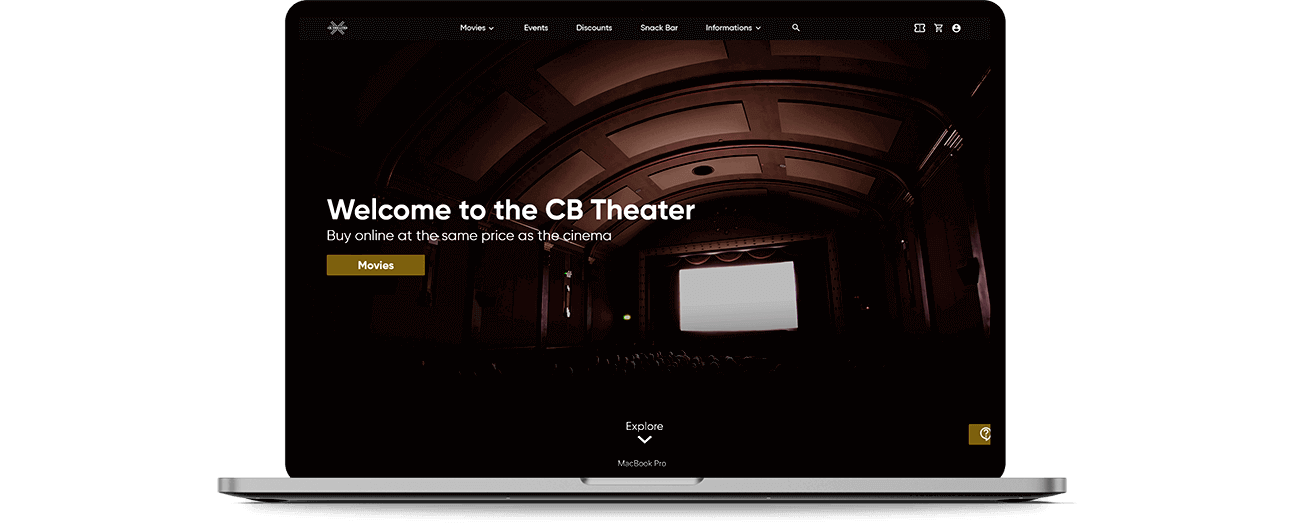 Movies
Events
Discounts
Snack Bar
Informations
Welcome to the CB Theater
Buy online at the same price as the cinema
Movies
Explore
MacBook Pro